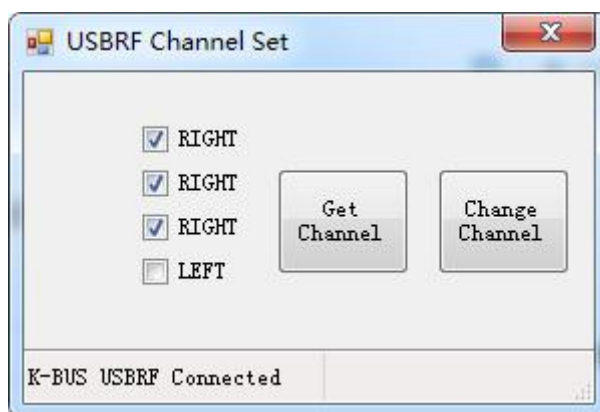 USBRF Channel Set
RIGHT
RIGHT
RIGHT
LEFT
Get
Channel
Change
Channel
K-BUS USBRF Connected